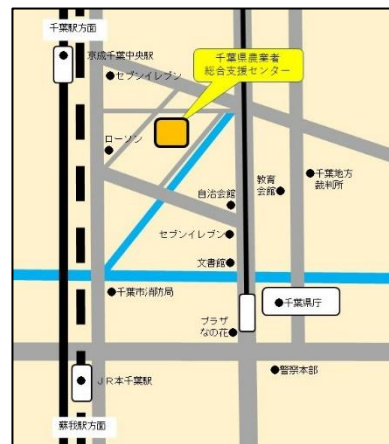 千葉駅方面
京成千葉中央駅
セブンイレブン
千葉県農業者
総合支援センター
ローソン
千葉地方
裁判所
教育
会館
自治会館
セブンイレブン
文書館
千葉市消防局
千葉県庁
プラザ
なの花
JR本千葉駅
警察本部
蘇我駅方面